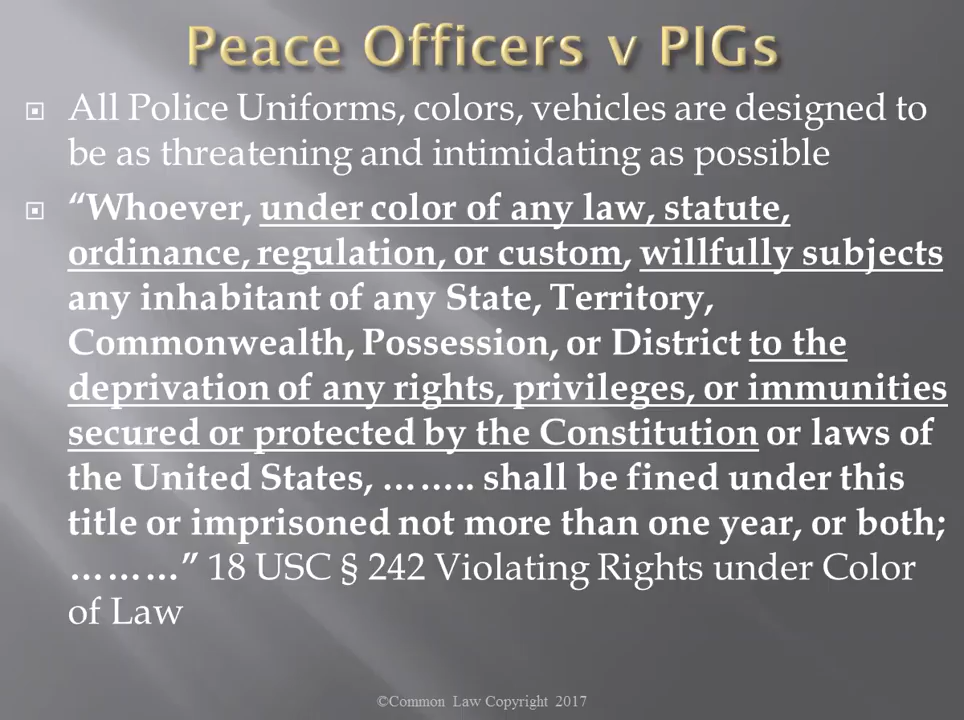 Peace Officers v PIGs
All Police Uniforms, colors, vehicles are designed to
be as threatening and intimidating as possible
“Whoever, under color of any law, statute,
ordinance, regulation, or custom, willfully subjects
any inhabitant of any State, Territory,
Commonwealth, Possession, or District to the
deprivation of any rights, privileges, or immunities
secured or protected by the Constitution or laws of
the United States, …….. shall be fined under this
title or imprisoned not more than one year, or both;
………” 18 USC § 242 Violating Rights under Color
of Law
©Common Law Copyright 2017